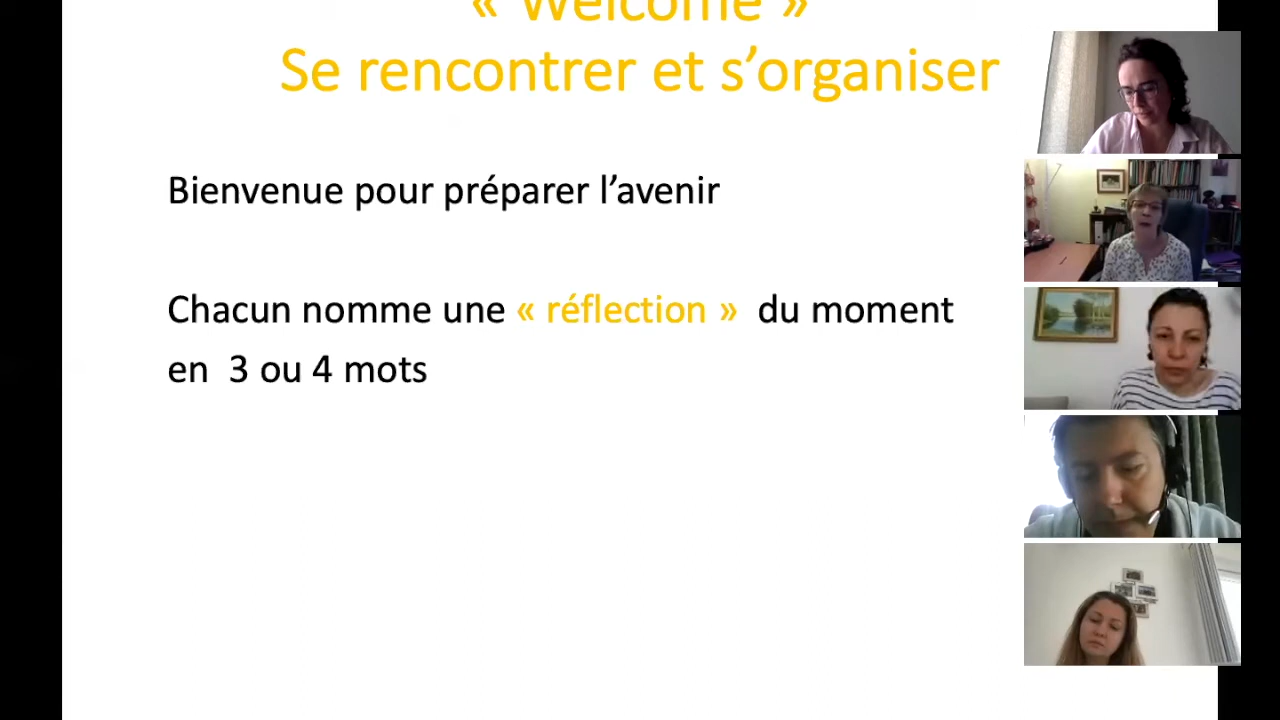 « Welcome »
Se rencontrer et s’organiser
Bienvenue pour préparer l’avenir
Chacun nomme une « réflection » du moment
en 3 ou 4 mots